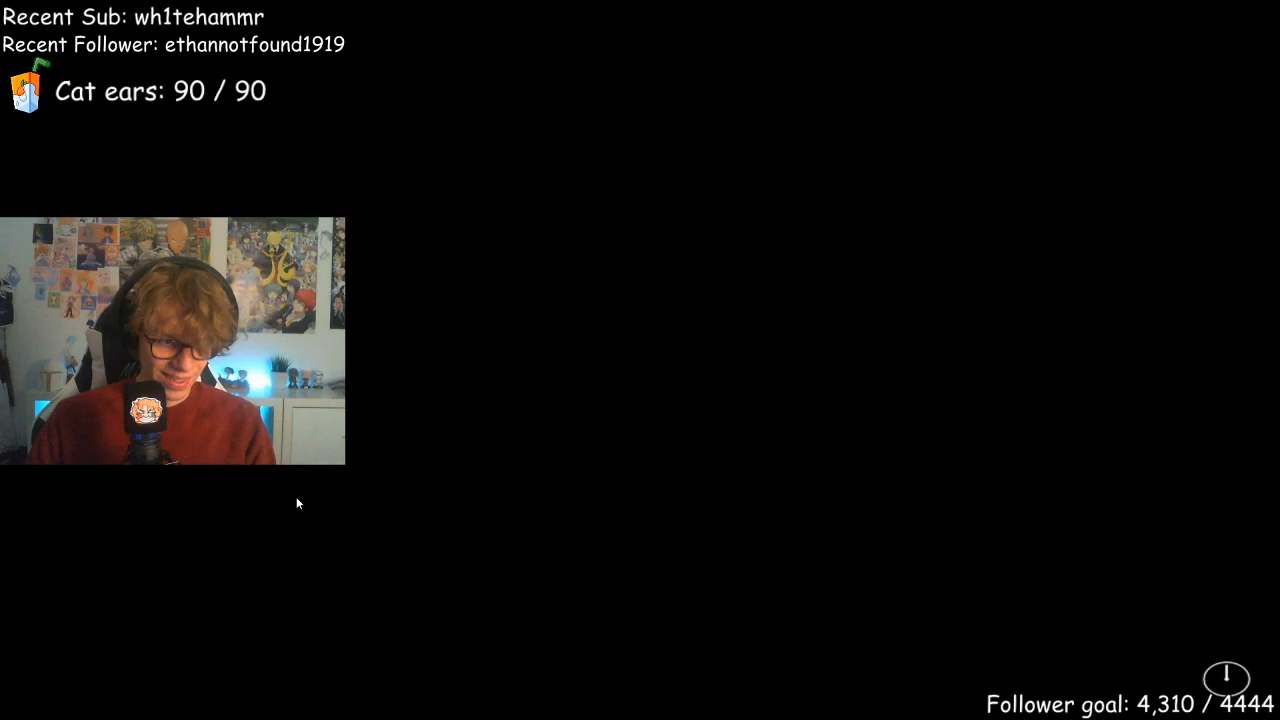 Recent Sub: wh1tehammr
Recent Follower: ethannotfound1919
Cat ears: 90 / 90
Follower goal: 4,310 / 4444